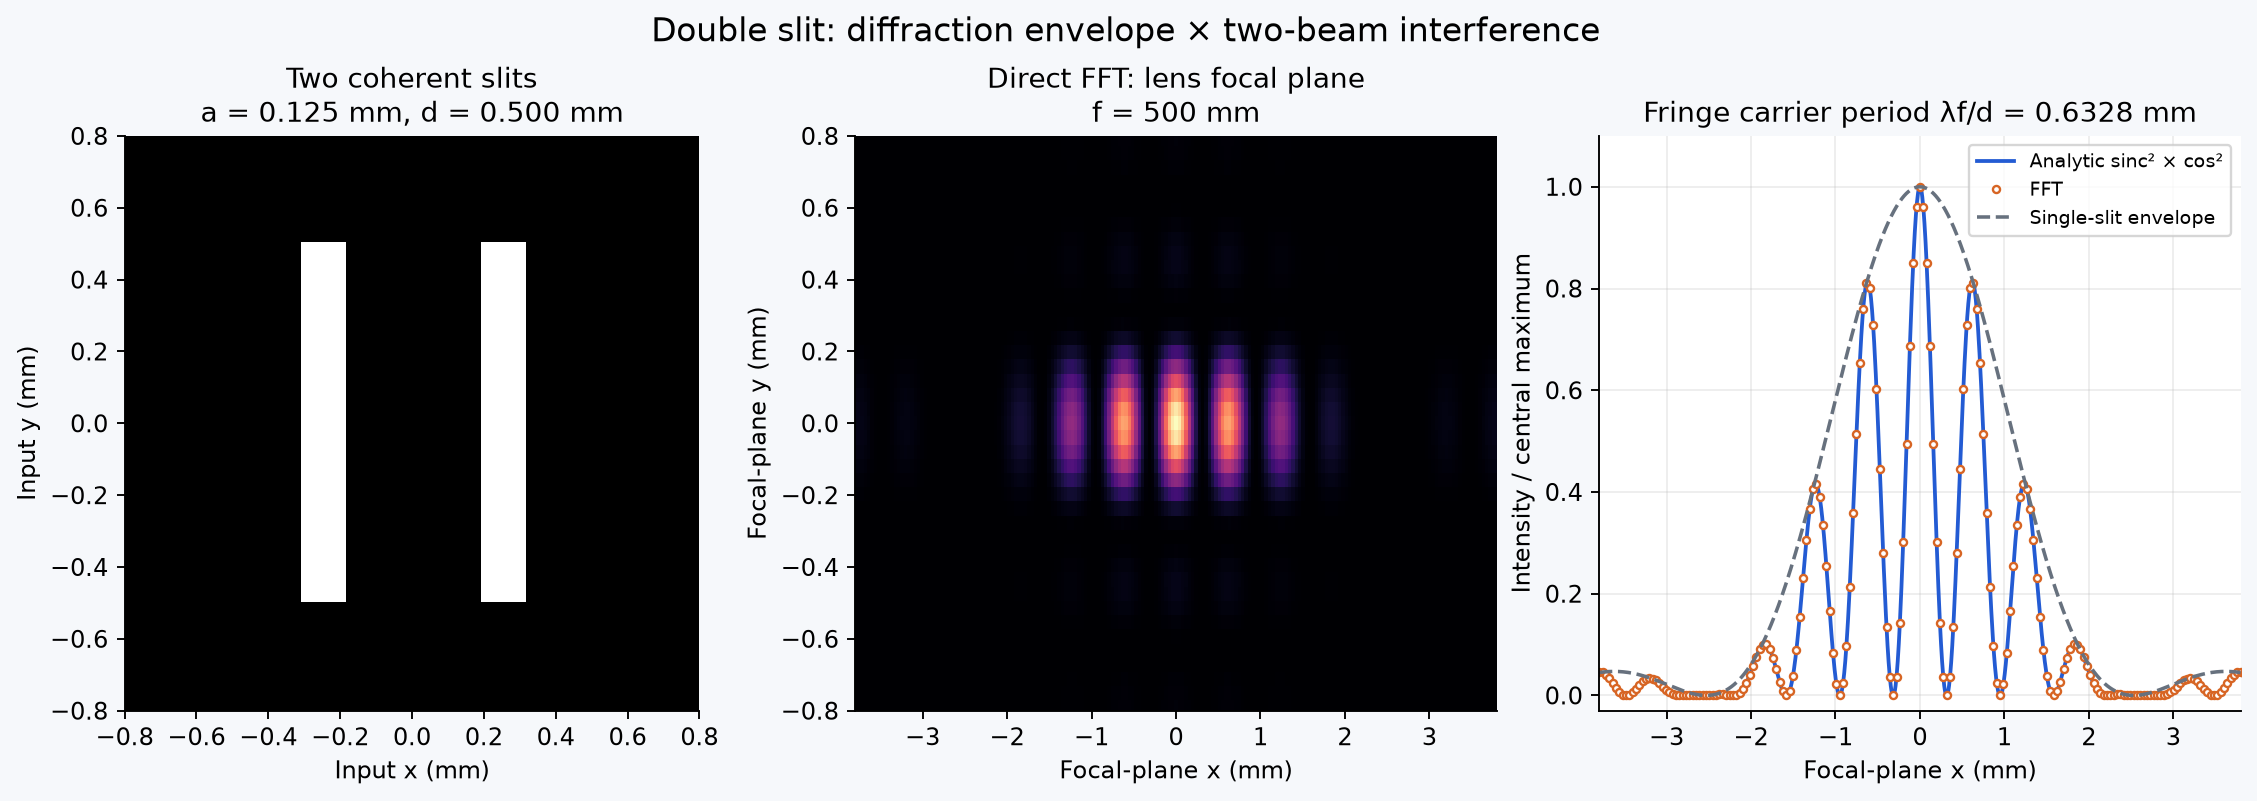 Double slit: diffraction envelope × two-beam interference
Two coherent slits
a = 0.125 mm, d = 0.500 mm
0.8
0.6
0.4
0.2
0.0
−0.2
−0.4
−0.6
−0.8
Input y (mm)
−0.8 −0.6 −0.4 −0.2 0.0 0.2 0.4 0.6 0.8
Input x (mm)
Direct FFT: lens focal plane
f = 500 mm
0.8
0.6
0.4
0.2
0.0
−0.2
−0.4
−0.6
−0.8
Focal-plane y (mm)
−3 −2 −1 0 1 2 3
Focal-plane x (mm)
Fringe carrier period λf/d = 0.6328 mm
Analytic sinc² × cos²
FFT
Single-slit envelope
1.0
0.8
0.6
0.4
0.2
0.0
Intensity / central maximum
−3 −2 −1 0 1 2 3
Focal-plane x (mm)